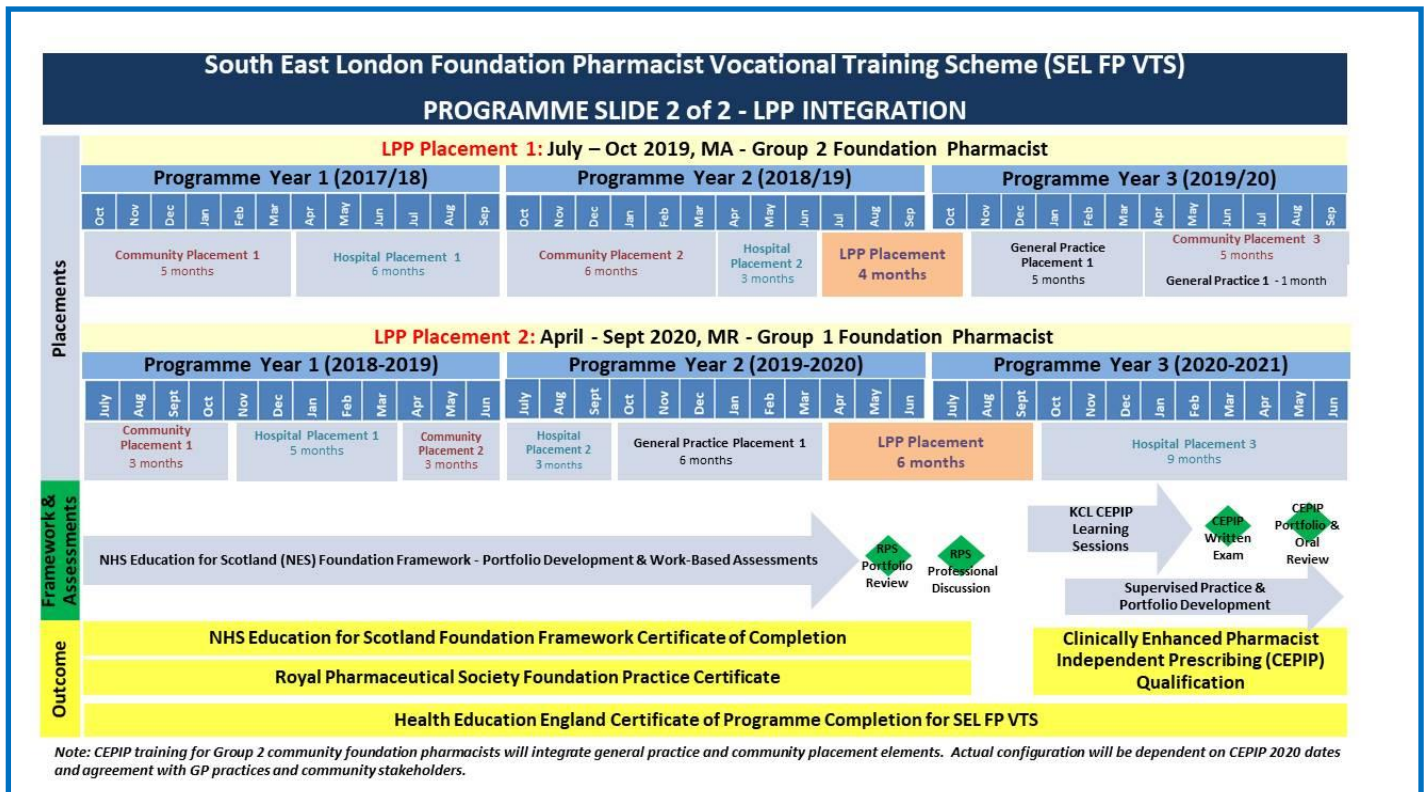 South East London Foundation Pharmacist Vocational Training Scheme (SEL FP VTS)
PROGRAMME SLIDE 2 of 2 - LPP INTEGRATION
Placements
LPP Placement 1: July – Oct 2019, MA - Group 2 Foundation Pharmacist
Programme Year 1 (2017/18)
Programme Year 2 (2018/19)
Programme Year 3 (2019/20)
Oct Nov Dec Jan Feb Mar Apr May Jun Jul Aug Sep
Oct Nov Dec Jan Feb Mar Apr May Jun Jul Aug Sep
Oct Nov Dec Jan Feb Mar Apr May Jun Jul Aug Sep
Community Placement 1
5 months
Hospital Placement 1
6 months
Community Placement 2
6 months
Hospital
Placement 2
3 months
LPP Placement
4 months
General Practice
Placement 1
5 months
Community Placement 3
5 months
General Practice 1 - 1 month
LPP Placement 2: April - Sept 2020, MR - Group 1 Foundation Pharmacist
Programme Year 1 (2018-2019)
Programme Year 2 (2019-2020)
Programme Year 3 (2020-2021)
July Aug Sept Oct Nov Dec Jan Feb Mar Apr May Jun
July Aug Sept Oct Nov Dec Jan Feb Mar Apr May Jun
July Aug Sept Oct Nov Dec Jan Feb Mar Apr May Jun
Community
Placement 1
3 months
Hospital Placement 1
5 months
Community
Placement 2
3 months
Hospital
Placement 2
3 months
General Practice Placement 1
6 months
LPP Placement
6 months
Hospital Placement 3
9 months
Framework &
Assessments
NHS Education for Scotland (NES) Foundation Framework - Portfolio Development & Work-Based Assessments
RPS
Portfolio
Review
RPS
Professional
Discussion
KCL CEPIP
Learning
Sessions
CEPIP
Written
Exam
CEPIP
Portfolio &
Oral
Review
Supervised Practice &
Portfolio Development
Outcome
NHS Education for Scotland Foundation Framework Certificate of Completion
Royal Pharmaceutical Society Foundation Practice Certificate
Clinically Enhanced Pharmacist
Independent Prescribing (CEPIP)
Qualification
Health Education England Certificate of Programme Completion for SEL FP VTS
Note: CEPIP training for Group 2 community foundation pharmacists will integrate general practice and community placement elements. Actual configuration will be dependent on CEPIP 2020 dates
and agreement with GP practices and community stakeholders.